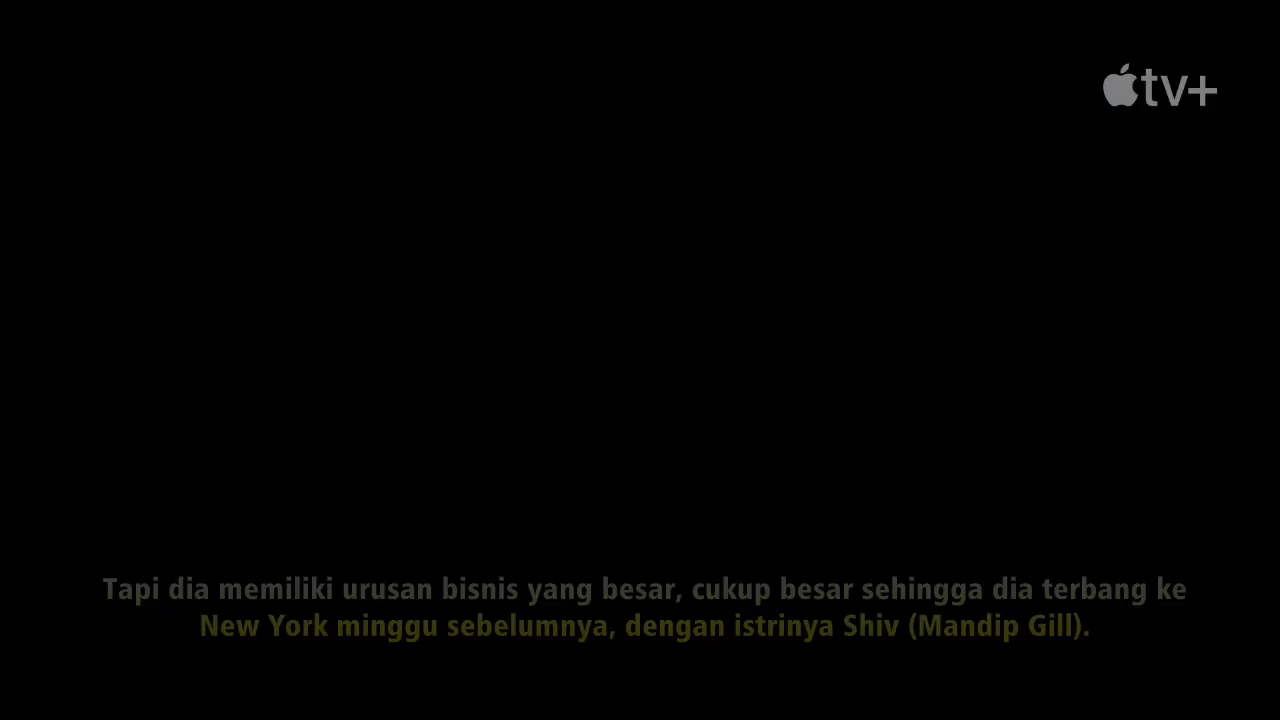 tv+
Tapi dia memiliki urusan bisnis yang besar, cukup besar sehingga dia terbang ke
New York minggu sebelumnya, dengan istrinya Shiv (Mandip Gill).